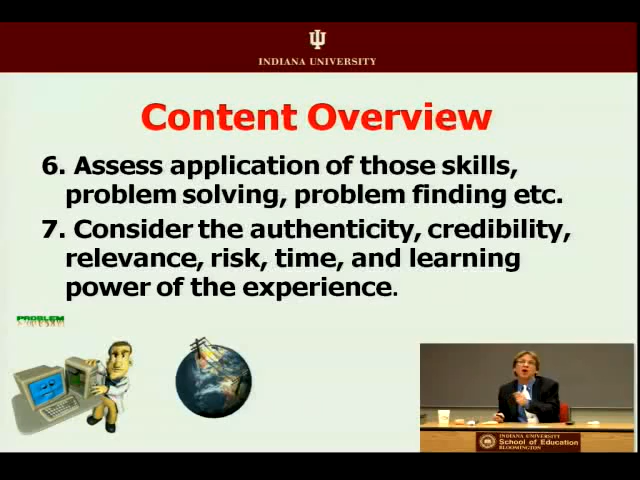 INDIANA UNIVERSITY
Content Overview
6. Assess application of those skills,
problem solving, problem finding etc.
7. Consider the authenticity, credibility,
relevance, risk, time, and learning
power of the experience.
PROBLEM
INDIANA UNIVERSITY
School of Education
BLOOMINGTON